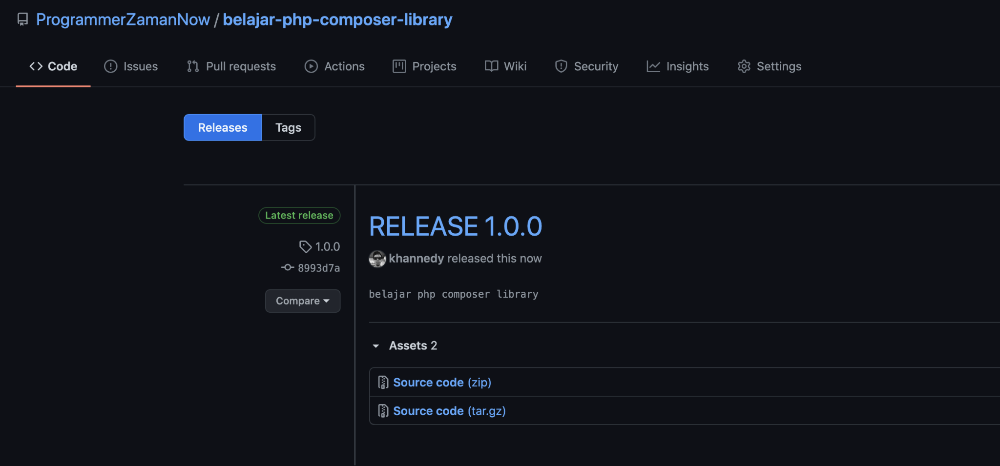 ProgrammerZamanNow / belajar-php-composer-library
Code Issues Pull requests Actions Projects Wiki Security Insights Settings
Releases Tags
Latest release
1.0.0
8993d7a
Compare
RELEASE 1.0.0
khannedy released this now
belajar php composer library
Assets 2
Source code (zip)
Source code (tar.gz)